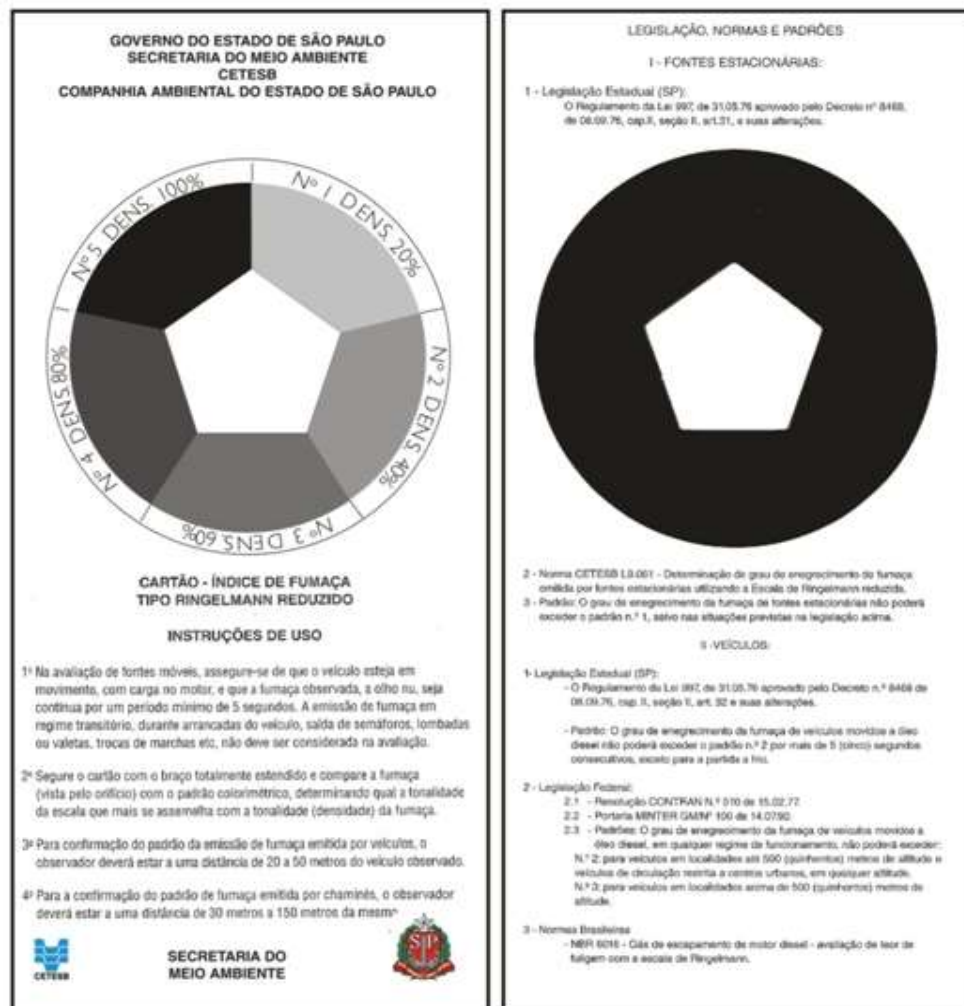 GOVERNO DO ESTADO DE SÃO PAULO
SECRETARIA DO MEIO AMBIENTE
CETESB
COMPANHIA AMBIENTAL DO ESTADO DE SÃO PAULO
Nº 1 DENS. 20%
Nº 2 DENS. 40%
Nº 3 DENS 60%
Nº 4 DENS 80%
Nº 5 DENS. 100%
CARTÃO - ÍNDICE DE FUMAÇA
TIPO RINGELMANN REDUZIDO
INSTRUÇÕES DE USO
1º Na avaliação de fontes móveis, assegure-se de que o veículo esteja em
movimento, com carga no motor, e que a fumaça observada, a olho nu, seja
contínua por um período mínimo de 5 segundos. A emissão de fumaça em
regime transitório, durante arrancadas do veículo, saída de semáforos, lombadas
ou valetas, trocas de marchas etc, não deve ser considerada na avaliação.
2º Segure o cartão com o braço totalmente estendido e compare a fumaça
(vista pelo orifício) com o padrão colorimétrico, determinando qual a tonalidade
da escala que mais se assemelha com a tonalidade (densidade) da fumaça.
3º Para confirmação do padrão da emissão de fumaça emitida por veículos, o
observador deverá estar a uma distância de 20 a 50 metros do veículo observado.
4º Para a confirmação do padrão de fumaça emitida por chaminés, o observador
deverá estar a uma distância de 30 metros a 150 metros da mesma
CETESB
SECRETARIA DO
MEIO AMBIENTE
SP
LEGISLAÇÃO, NORMAS E PADRÕES
I - FONTES ESTACIONÁRIAS:
1 - Legislação Estadual (SP):
O Regulamento da Lei 997, de 31.05.76 aprovado pelo Decreto nº 8468,
de 08.09.76, cap.II, seção II, art.31, e suas alterações.
2 - Norma CETESB L9.061 - Determinação de grau de enegrecimento de fumaça
emitida por fontes estacionárias utilizando a Escala de Ringelmann reduzida.
3 - Padrão: O grau de enegrecimento da fumaça de fontes estacionárias não poderá
exceder o padrão n.º 1, salvo nas situações previstas na legislação acima.
II -VEÍCULOS:
1- Legislação Estadual (SP):
- O Regulamento da Lei 997, de 31.05.76 aprovado pelo Decreto n.º 8468 de
08.09.76, cap. II, seção II, art. 32 e suas alterações.
- Padrão: O grau de enegrecimento da fumaça de veículos movidos a óleo
diesel não poderá exceder o padrão n.º 2 por mais de 5 (cinco) segundos
consecutivos, exceto para a partida a frio.
2 - Legislação Federal:
2.1 - Resolução CONTRAN N.º 510 de 15.02.77.
2.2 - Portaria MINTER GM/Nº 100 de 14.07.80.
2.3 - Padrões: O grau de enegrecimento da fumaça de veículos movidos a
óleo diesel, em qualquer regime de funcionamento, não poderá exceder:
N.º 2: para veículos em localidades até 500 (quinhentos) metros de altitude e
veículos de circulação restrita a centros urbanos, em qualquer altitude.
N.º 3: para veículos em localidades acima de 500 (quinhentos) metros de
altitude.
3 - Normas Brasileiras
- NBR 6016 - Gás de escapamento de motor diesel - avaliação de teor de
fuligem com a escala de Ringelmann.